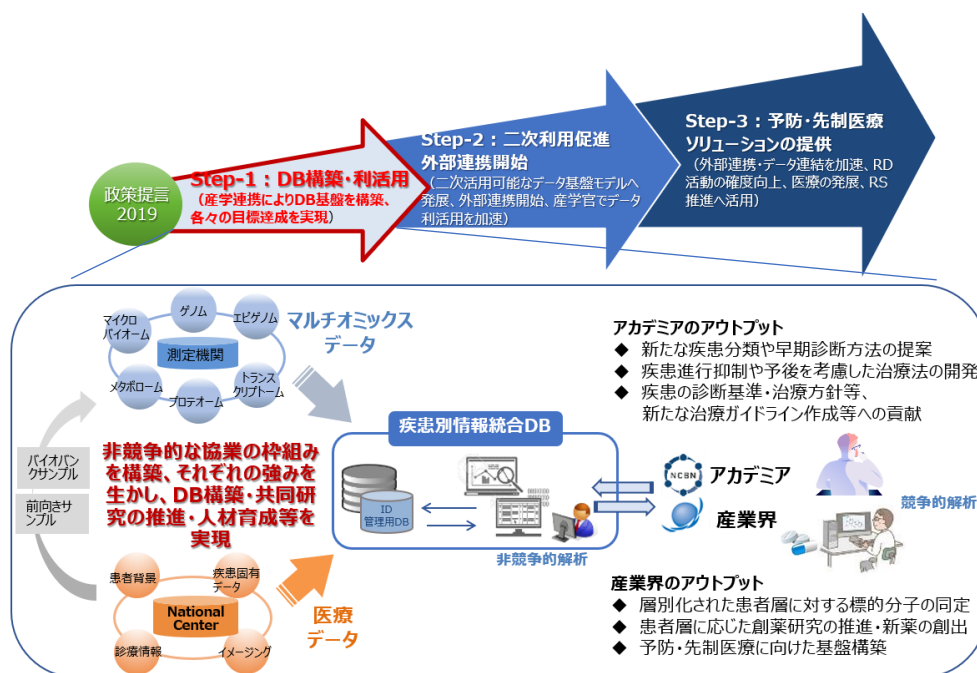 政策提言
2019
Step-1：DB構築・利活用
（産学連携によりDB基盤を構築、
各々の目標達成を実現）
Step-2：二次利用促進
外部連携開始
（二次活用可能なデータ基盤モデルへ
発展、外部連携開始、産学官でデータ
利活用を加速）
Step-3：予防・先制医療
ソリューションの提供
（外部連携・データ連結を加速、RD
活動の確度向上、医療の発展、RS
推進へ活用）
マイクロ
バイオーム
ゲノム
エピゲノム
測定機関
メタボローム
プロテオーム
トランス
クリプトーム
マルチオミックス
データ
バイオバン
クサンプル
前向きサ
ンプル
非競争的な協業の枠組み
を構築、それぞれの強みを
生かし、DB構築・共同研
究の推進・人材育成等を
実現
患者背景
疾患固有
データ
National
Center
診療情報
イメージング
医療
データ
疾患別情報統合DB
ID
管理用DB
非競争的解析
アカデミアのアウトプット
◆ 新たな疾患分類や早期診断方法の提案
◆ 疾患進行抑制や予後を考慮した治療法の開発
◆ 疾患の診断基準・治療方針等、
新たな治療ガイドライン作成等への貢献
NCBN
アカデミア
産業界
競争的解析
産業界のアウトプット
◆ 層別化された患者層に対する標的分子の同定
◆ 患者層に応じた創薬研究の推進・新薬の創出
◆ 予防・先制医療に向けた基盤構築